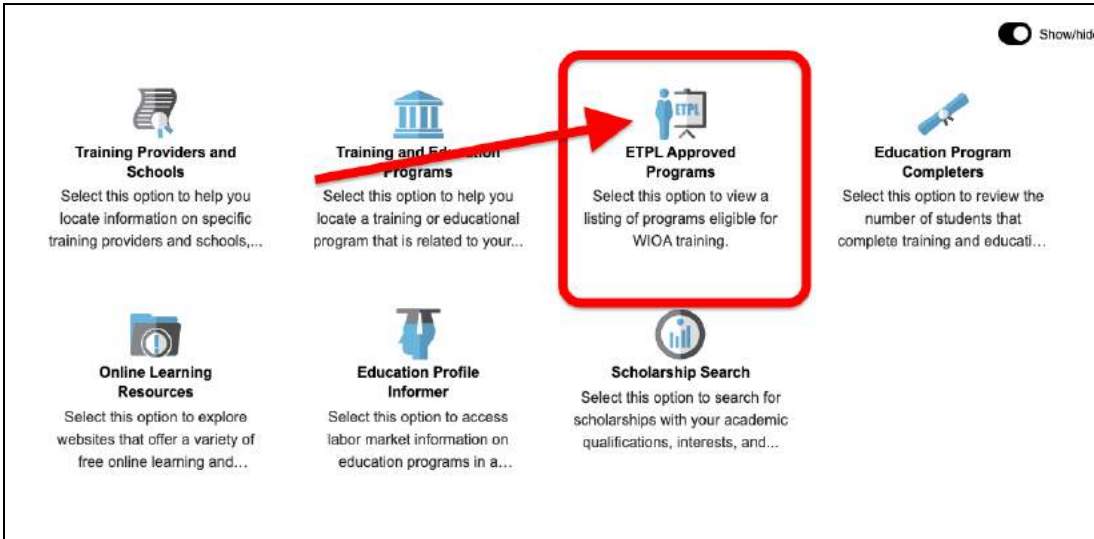 Show/hide
Training Providers and
Schools
Select this option to help you
locate information on specific
training providers and schools,...
Training and Education
Programs
Select this option to help you
locate a training or educational
program that is related to your...
ETPL
ETPL Approved
Programs
Select this option to view a
listing of programs eligible for
WIOA training.
Education Program
Completers
Select this option to review the
number of students that
complete training and educati...
Online Learning
Resources
Select this option to explore
websites that offer a variety of
free online learning and...
Education Profile
Informer
Select this option to access
labor market information on
education programs in a...
Scholarship Search
Select this option to search for
scholarships with your academic
qualifications, interests, and...